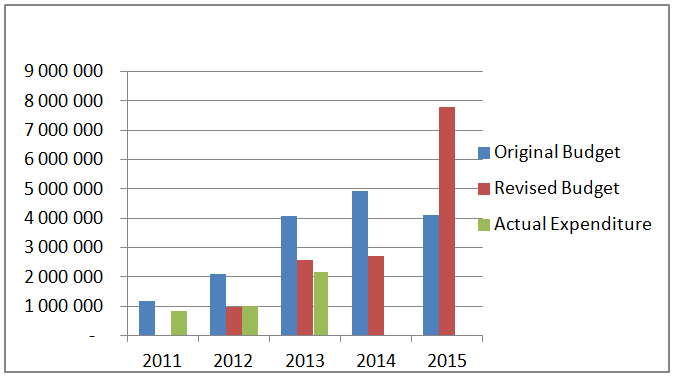 9 000 000
8 000 000
7 000 000
6 000 000
5 000 000
4 000 000
3 000 000
2 000 000
1 000 000
-
2011 2012 2013 2014 2015
Original Budget
Revised Budget
Actual Expenditure